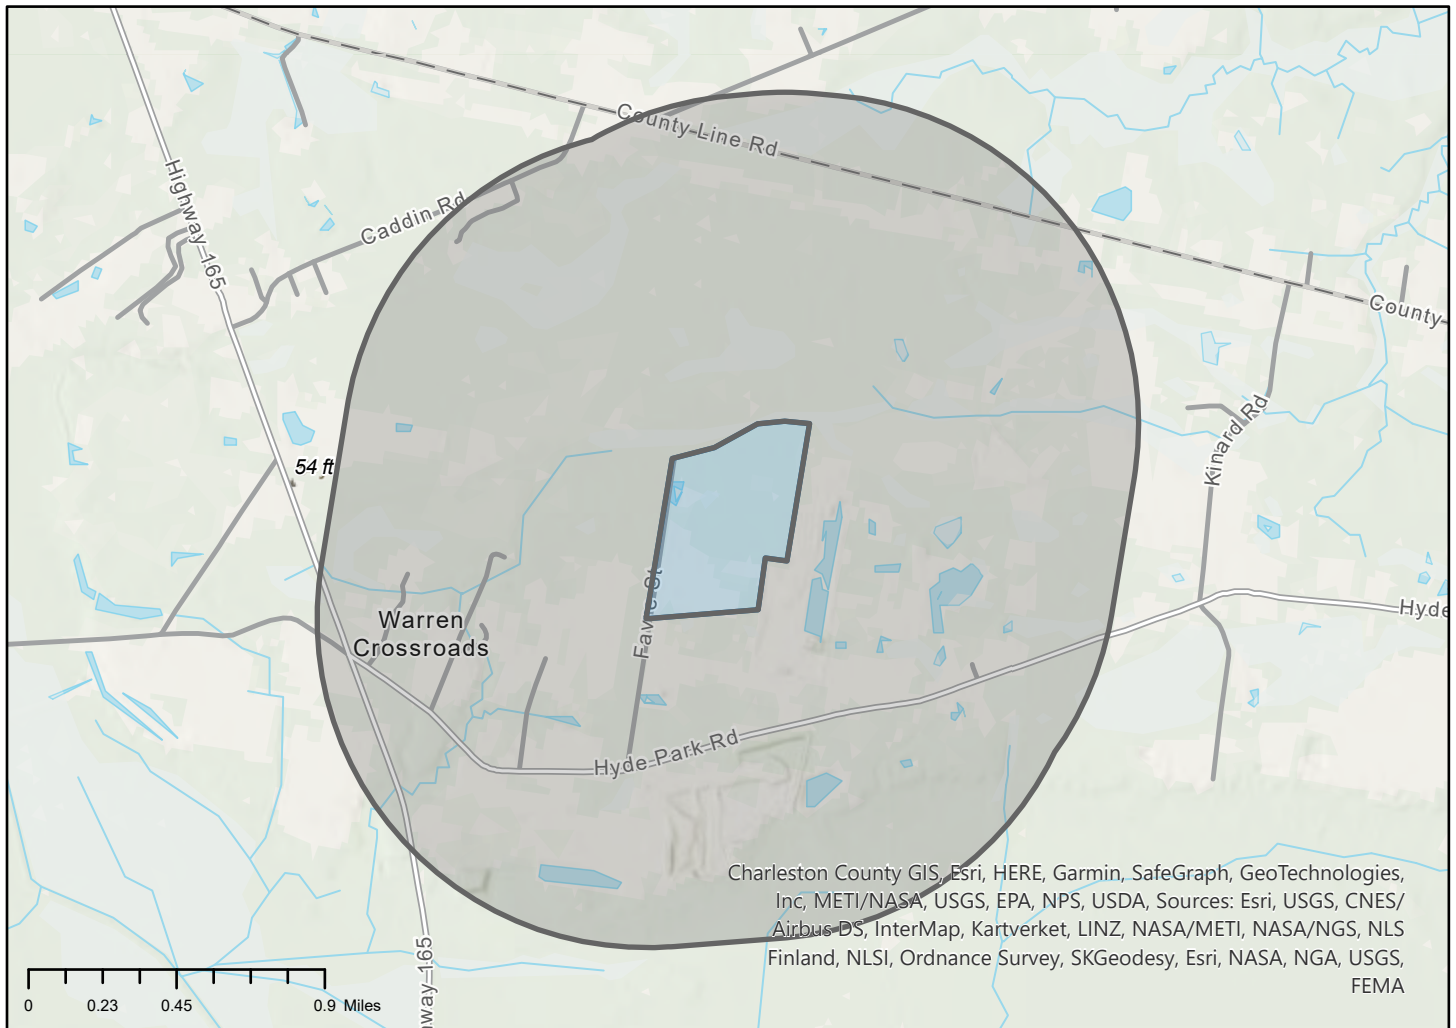 County Line Rd
Highway 165
Caddin Rd
County
Kinard Rd
54 ft
Hyde
Warren
Crossroads
St
Hyde Park Rd
Charleston County GIS, Esri, HERE, Garmin, SafeGraph, GeoTechnologies,
Inc, METI/NASA, USGS, EPA, NPS, USDA, Sources: Esri, USGS, CNES/
Airbus DS, InterMap, Kartverket, LINZ, NASA/METI, NASA/NGS, NLS
Finland, NLSI, Ordnance Survey, SKGeodesy, Esri, NASA, NGA, USGS,
FEMA
way 165
0 0.23 0.45 0.9 Miles